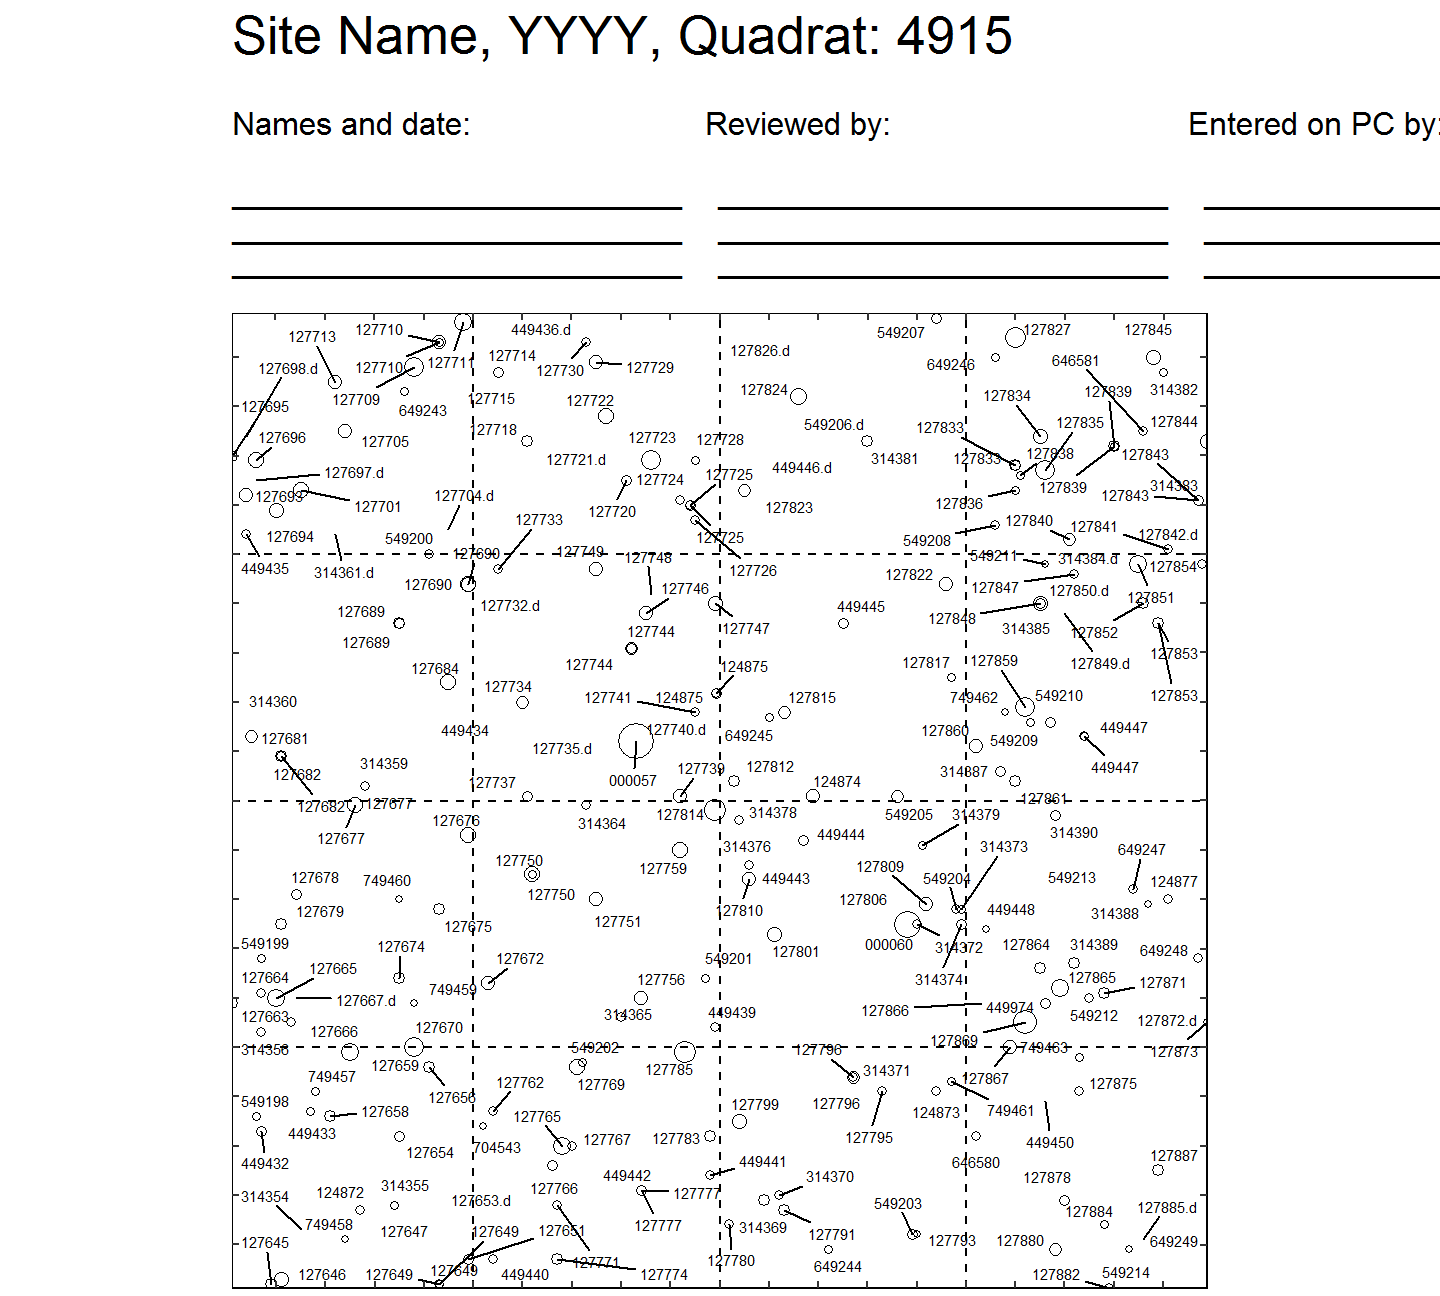 Site Name, YYYY, Quadrat: 4915
Names and date: Reviewed by: Entered on PC by:
127713 127710 449436.d 549207 127827 127845
127698.d 127710 127711 127714 127730 127729 127826.d 649246 646581
127695 127709 649243 127715 127722 127824 127834 127839 314382
127696 127705 127718 127723 127728 549206.d 127833 127835 127844
127697.d 127721.d 127724 127725 449446.d 314381 127833 127838 127843
127693 127701 127704.d 127720 127823 127836 127839 127843 314383
127694 549200 127733 127725 549208 127840 127841 127842.d
449435 314361.d 127690 127749 127748 127726 549211 314384.d 127854
127690 127732.d 127746 127822 127847 127850.d 127851
127689 127744 127747 449445 127848 314385 127852
127689 127684 127744 124875 127817 127859 127849.d 127853
314360 127734 127741 124875 127815 749462 549210 127853
127681 449434 127735.d 127740.d 649245 127860 549209 449447
127682 314359 127737 000057 127739 127812 124874 314887 449447
127682 127677 314364 127814 314378 549205 127861
127677 127676 314376 449444 314379 314390
127678 749460 127750 127759 449443 127809 549204 314373 549213 649247 124877
127679 127675 127750 127751 127810 127806 449448 314388
549199 127674 127672 549201 127801 000060 314372 127864 314389 649248
127664 127665 749459 127756 314374 127865 127871
127663 127667.d 127670 314365 449439 127866 449974 549212 127872.d
314356 127666 127659 549202 127785 127796 127869 749463 127873
749457 127656 127762 127769 314371 127867 127875
549198 127658 127765 127799 127796 124873 749461
449433 127654 704543 127767 127783 127795 449450
449432 124872 314355 127766 449442 449441 314370 646580 127878 127887
314354 127653.d 127777 549203 127884 127885.d
749458 127647 127649 127651 127777 314369 127791 127793 127880 649249
127645 127646 127649 127649 449440 127771 127774 127780 649244 127882 549214